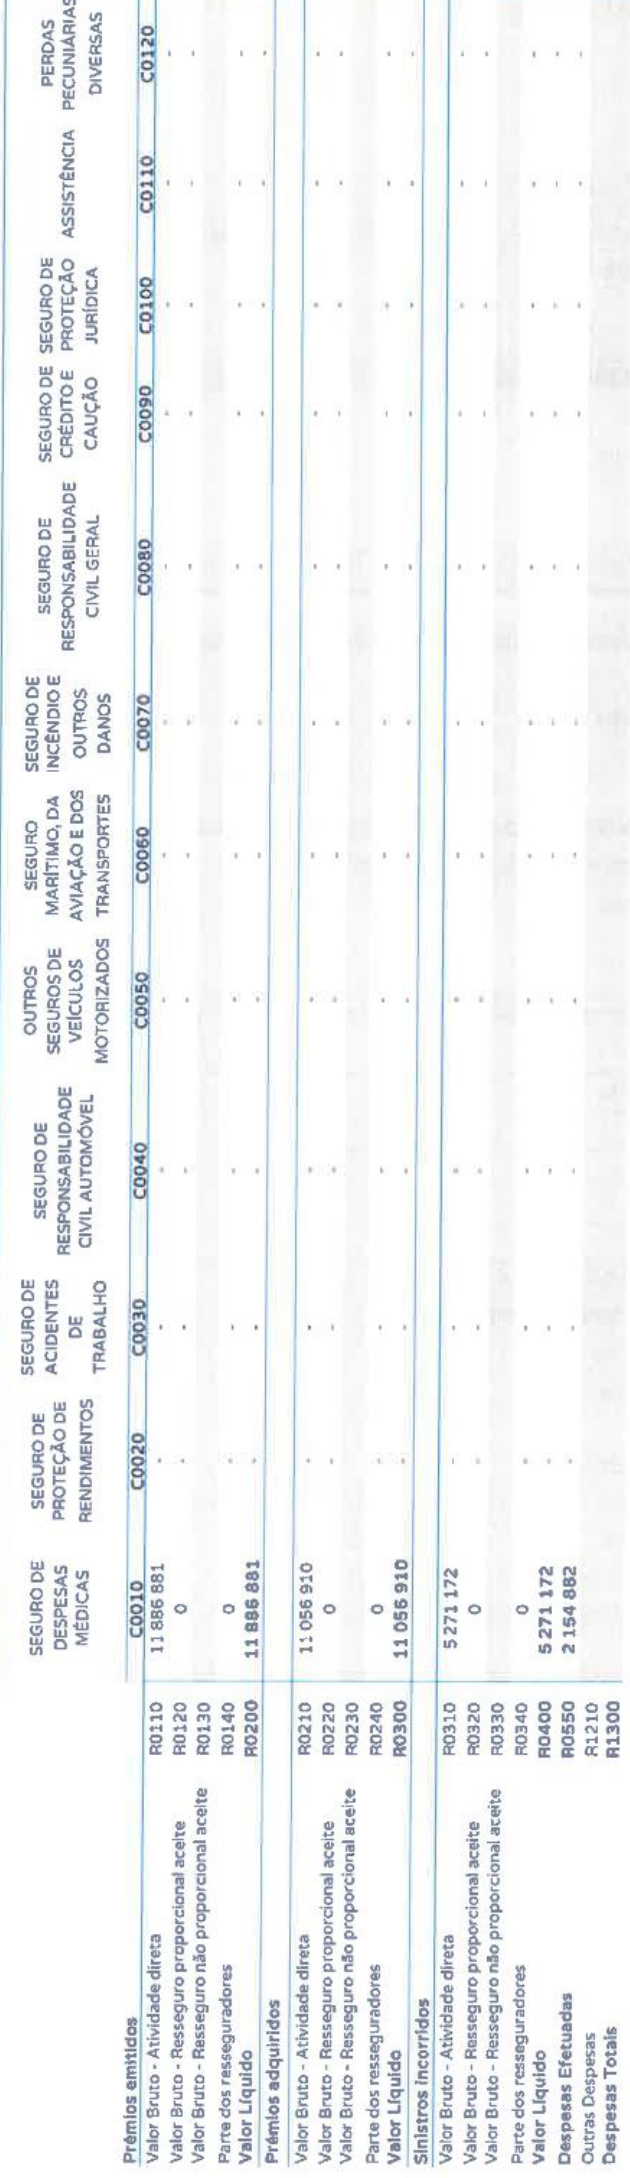 SEGURO DE DESPESAS MÉDICAS
SEGURO DE PROTEÇÃO DE RENDIMENTOS
SEGURO DE ACIDENTES DE TRABALHO
SEGURO DE RESPONSABILIDADE CIVIL AUTOMÓVEL
OUTROS SEGUROS DE VEÍCULOS MOTORIZADOS
SEGURO MARÍTIMO, DA AVIAÇÃO E DOS TRANSPORTES
SEGURO DE INCÊNDIO E OUTROS DANOS
SEGURO DE RESPONSABILIDADE CIVIL GERAL
SEGURO DE CRÉDITO E CAUÇÃO
SEGURO DE PROTEÇÃO JURÍDICA
ASSISTÊNCIA
PERDAS PECUNIÁRIAS DIVERSAS
Prémios emitidos C0010 C0020 C0030 C0040 C0050 C0060 C0070 C0080 C0090 C0100 C0110 C0120
Valor Bruto - Atividade direta R0110 11 886 881 - - - - - - - - - - -
Valor Bruto - Resseguro proporcional aceite R0120 0 - - - - - - - - - - -
Valor Bruto - Resseguro não proporcional aceite R0130
Parte dos resseguradores R0140 0 - - - - - - - - - - -
Valor Líquido R0200 11 886 881 - - - - - - - - - - -
Prémios adquiridos
Valor Bruto - Atividade direta R0210 11 056 910 - - - - - - - - - - -
Valor Bruto - Resseguro proporcional aceite R0220 0 - - - - - - - - - - -
Valor Bruto - Resseguro não proporcional aceite R0230
Parte dos resseguradores R0240 0 - - - - - - - - - - -
Valor Líquido R0300 11 056 910 - - - - - - - - - - -
Sinistros incorridos
Valor Bruto - Atividade direta R0310 5 271 172 - - - - - - - - - - -
Valor Bruto - Resseguro proporcional aceite R0320 0 - - - - - - - - - - -
Valor Bruto - Resseguro não proporcional aceite R0330
Parte dos resseguradores R0340 0 - - - - - - - - - - -
Valor Líquido R0400 5 271 172 - - - - - - - - - - -
Despesas Efetuadas R0550 2 154 882 - - - - - - - - - - -
Outras Despesas R1210
Despesas Totais R1300